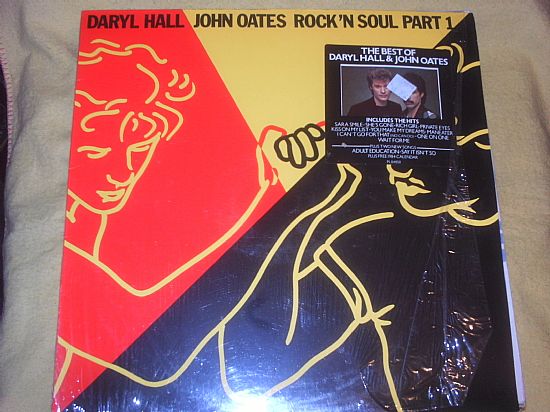 DARYL HALL JOHN OATES ROCK'N SOUL PART 1
THE BEST OF
DARYL HALL & JOHN OATES
INCLUDES THE HITS
SARA SMILE • SHE'S GONE • RICH GIRL • PRIVATE EYES
KISS ON MY LIST • YOU MAKE MY DREAMS • MANEATER
I CAN'T GO FOR THAT (NO CAN DO) • ONE ON ONE
WAIT FOR ME
PLUS TWO NEW SONGS
ADULT EDUCATION • SAY IT ISN'T SO
PLUS FREE 1984 CALENDAR